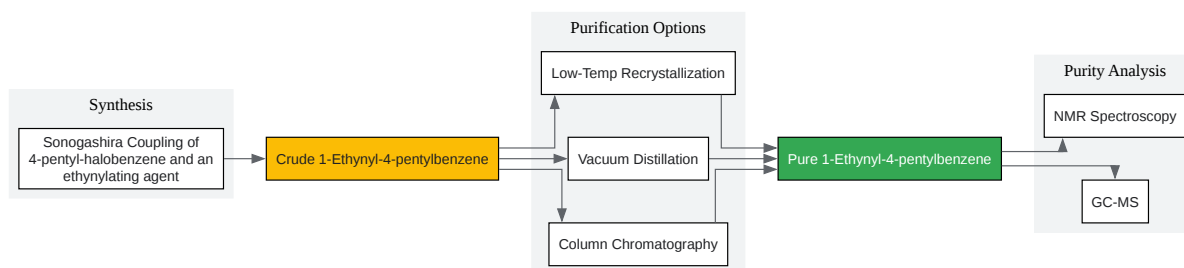 Synthesis
Sonogashira Coupling of
4-pentyl-halobenzene and an
ethynylating agent
Crude 1-Ethynyl-4-pentylbenzene
Purification Options
Low-Temp Recrystallization
Vacuum Distillation
Column Chromatography
Pure 1-Ethynyl-4-pentylbenzene
Purity Analysis
NMR Spectroscopy
GC-MS